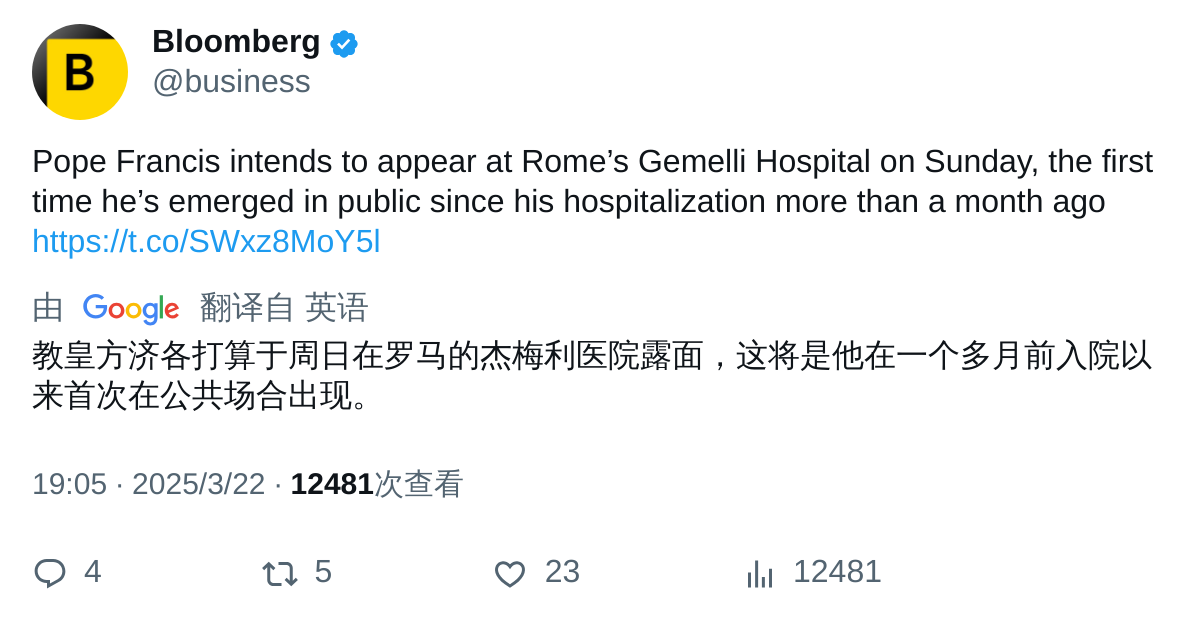 B
Bloomberg
@business
Pope Francis intends to appear at Rome’s Gemelli Hospital on Sunday, the first
time he’s emerged in public since his hospitalization more than a month ago
https://t.co/SWxz8MoY5l
由 Google 翻译自 英语
教皇方济各打算于周日在罗马的杰梅利医院露面，这将是他在一个多月前入院以
来首次在公共场合出现。
19:05 · 2025/3/22 · 12481次查看
4 5 23 12481